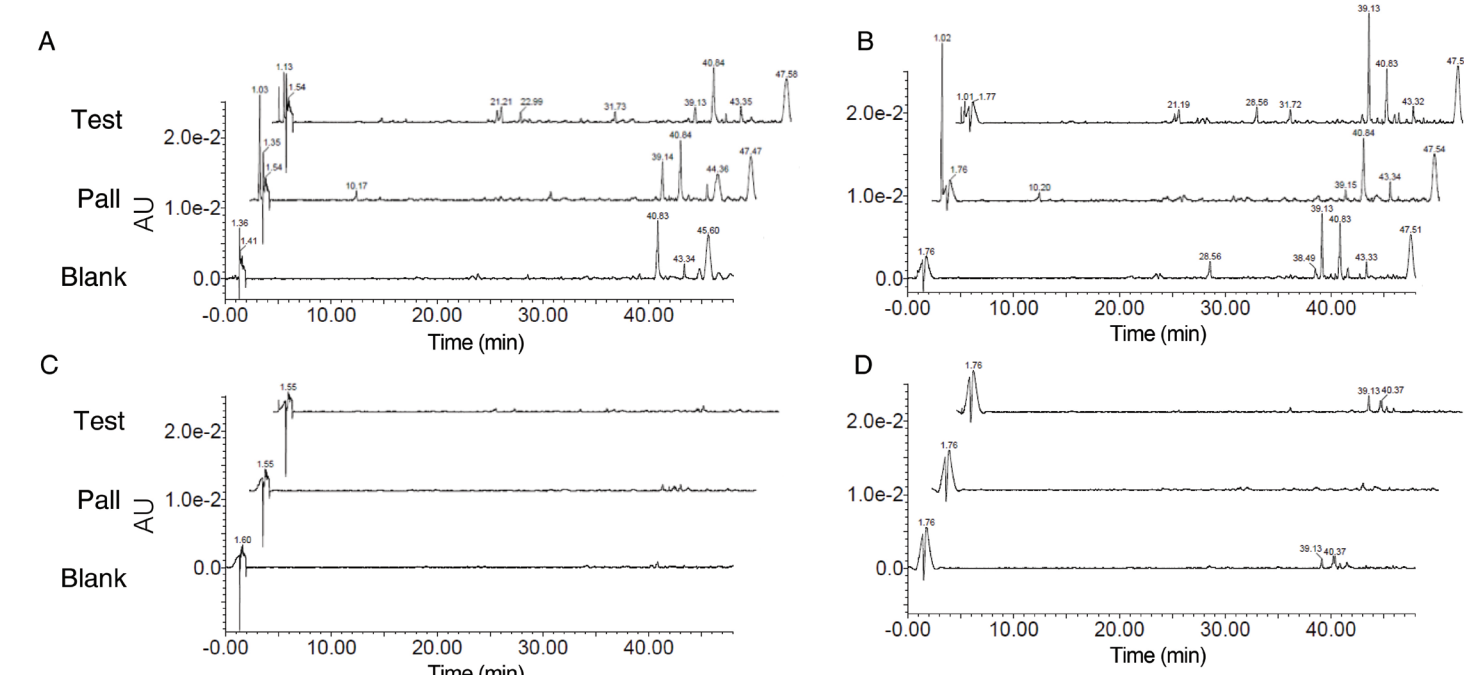 A
Test
Pall
Blank
AU
2.0e-2
1.0e-2
0.0
1.03
1.13
1.54
21.21
22.99
31.73
39.13
40.84
43.35
47.58
1.35
1.54
10.17
39.14
40.84
44.36
47.47
1.36
1.41
40.83
43.34
45.60
-0.00 10.00 20.00 30.00 40.00
Time (min)
B
2.0e-2
1.0e-2
0.0
1.02
1.01
1.77
21.19
28.56
31.72
39.13
40.83
43.32
47.5
1.76
10.20
39.15
40.84
43.34
47.54
1.76
28.56
38.49
39.13
40.83
43.33
47.51
-0.00 10.00 20.00 30.00 40.00
Time (min)
C
Test
Pall
Blank
AU
2.0e-2
1.0e-2
0.0
1.55
1.55
1.60
-0.00 10.00 20.00 30.00 40.00
Time (min)
D
2.0e-2
1.0e-2
0.0
1.76
39.13
40.37
1.76
1.76
39.13
40.37
-0.00 10.00 20.00 30.00 40.00
Time (min)